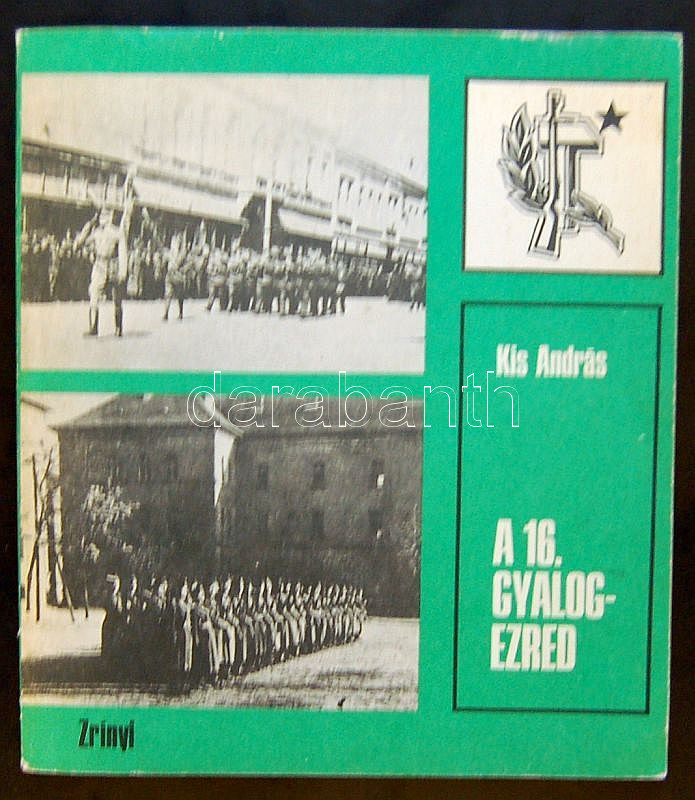 Kis András
darabanth
A 16.
GYALOG-
EZRED
Zrínyi